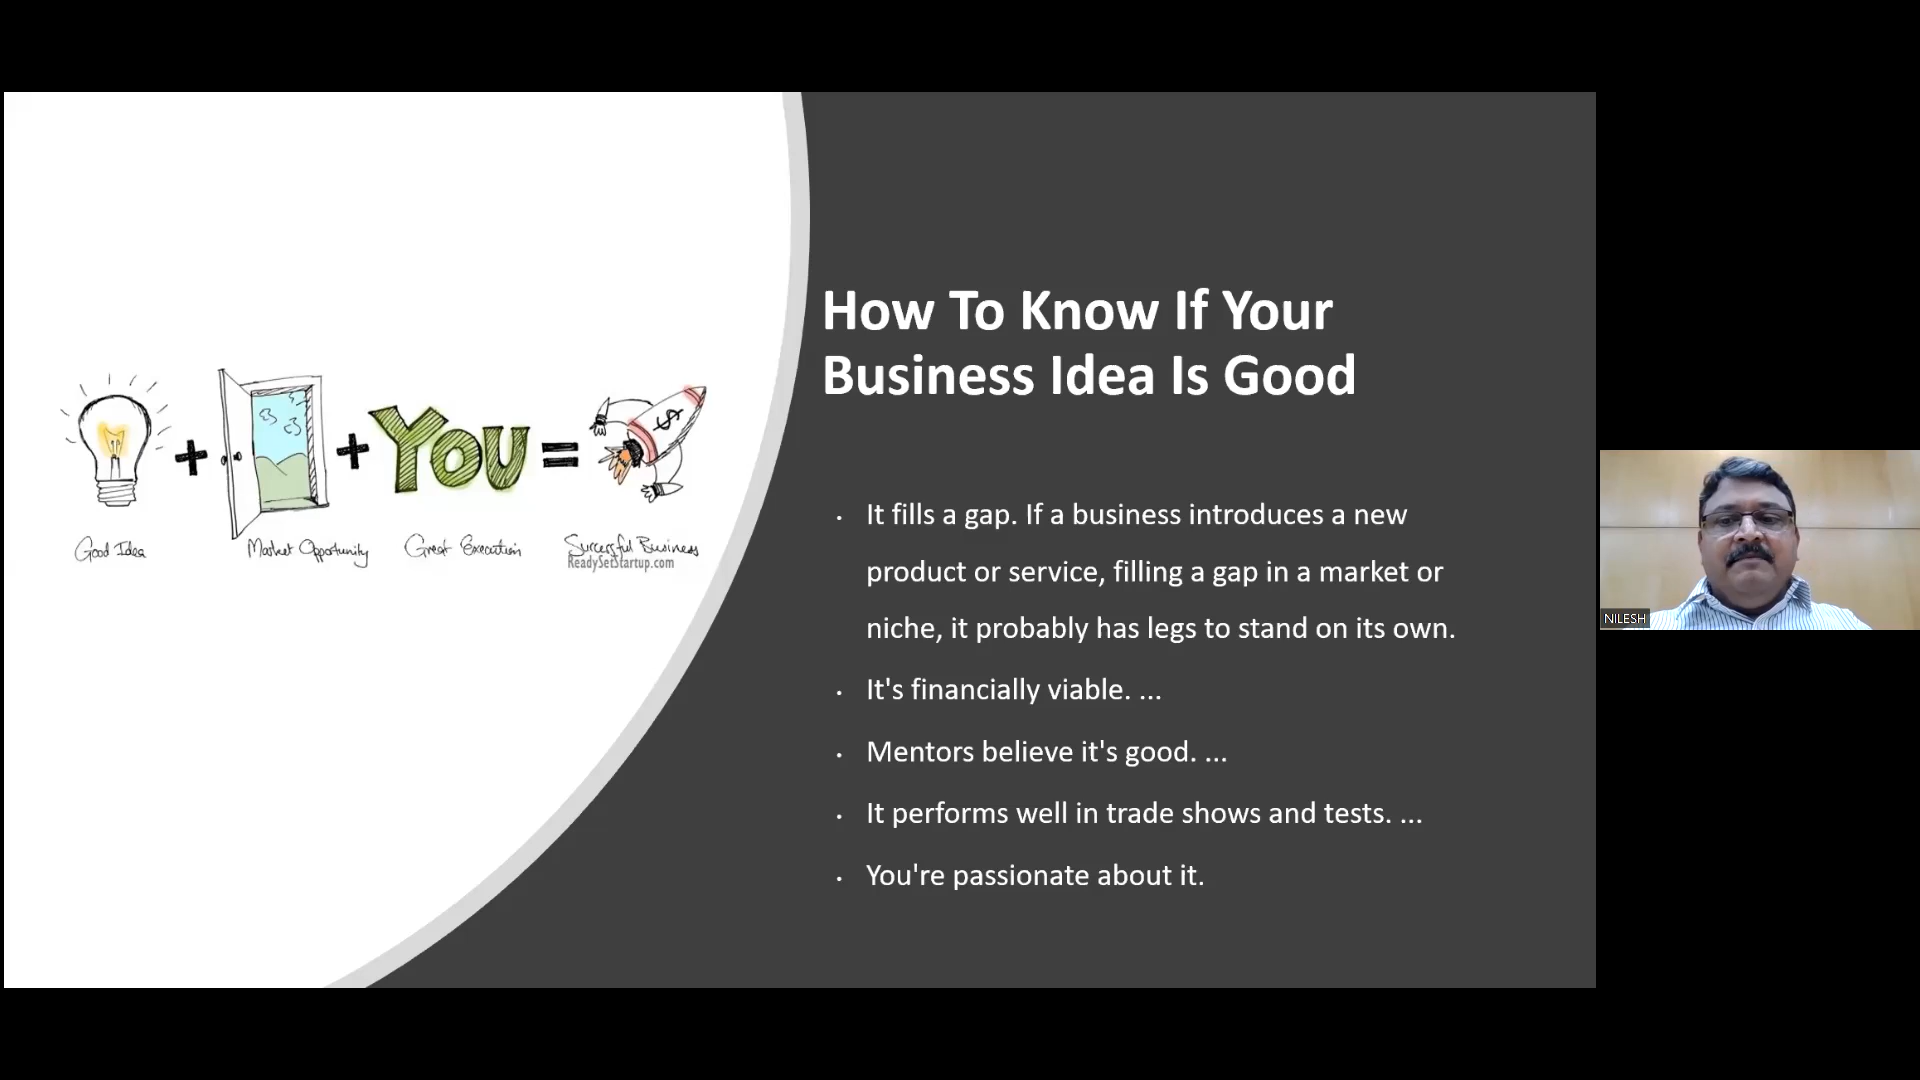 How To Know If Your
Business Idea Is Good
YOU
$
Good Idea
Market Opportunity
Great Execution
Successful Business
ReadySetStartup.com
• It fills a gap. If a business introduces a new
product or service, filling a gap in a market or
niche, it probably has legs to stand on its own.
• It's financially viable. ...
• Mentors believe it's good. ...
• It performs well in trade shows and tests. ...
• You're passionate about it.
NILESH